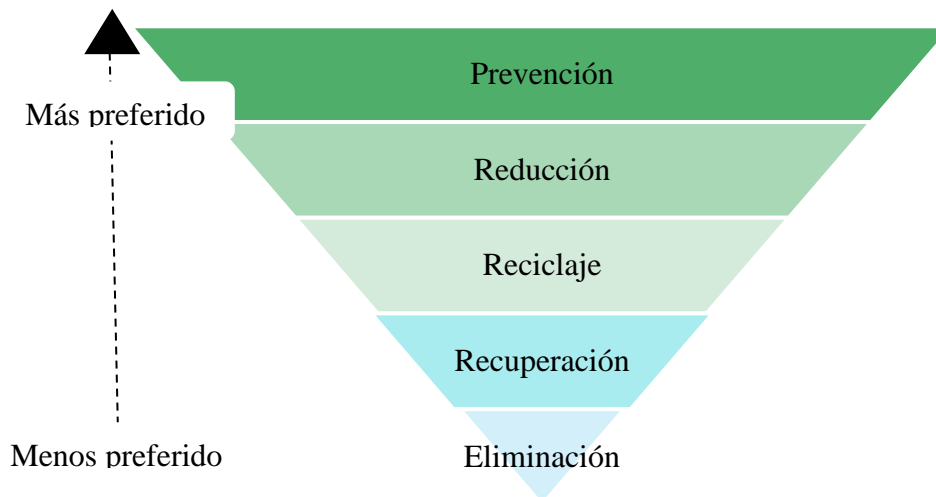 Prevención
Más preferido
Reducción
Reciclaje
Recuperación
Menos preferido
Eliminación